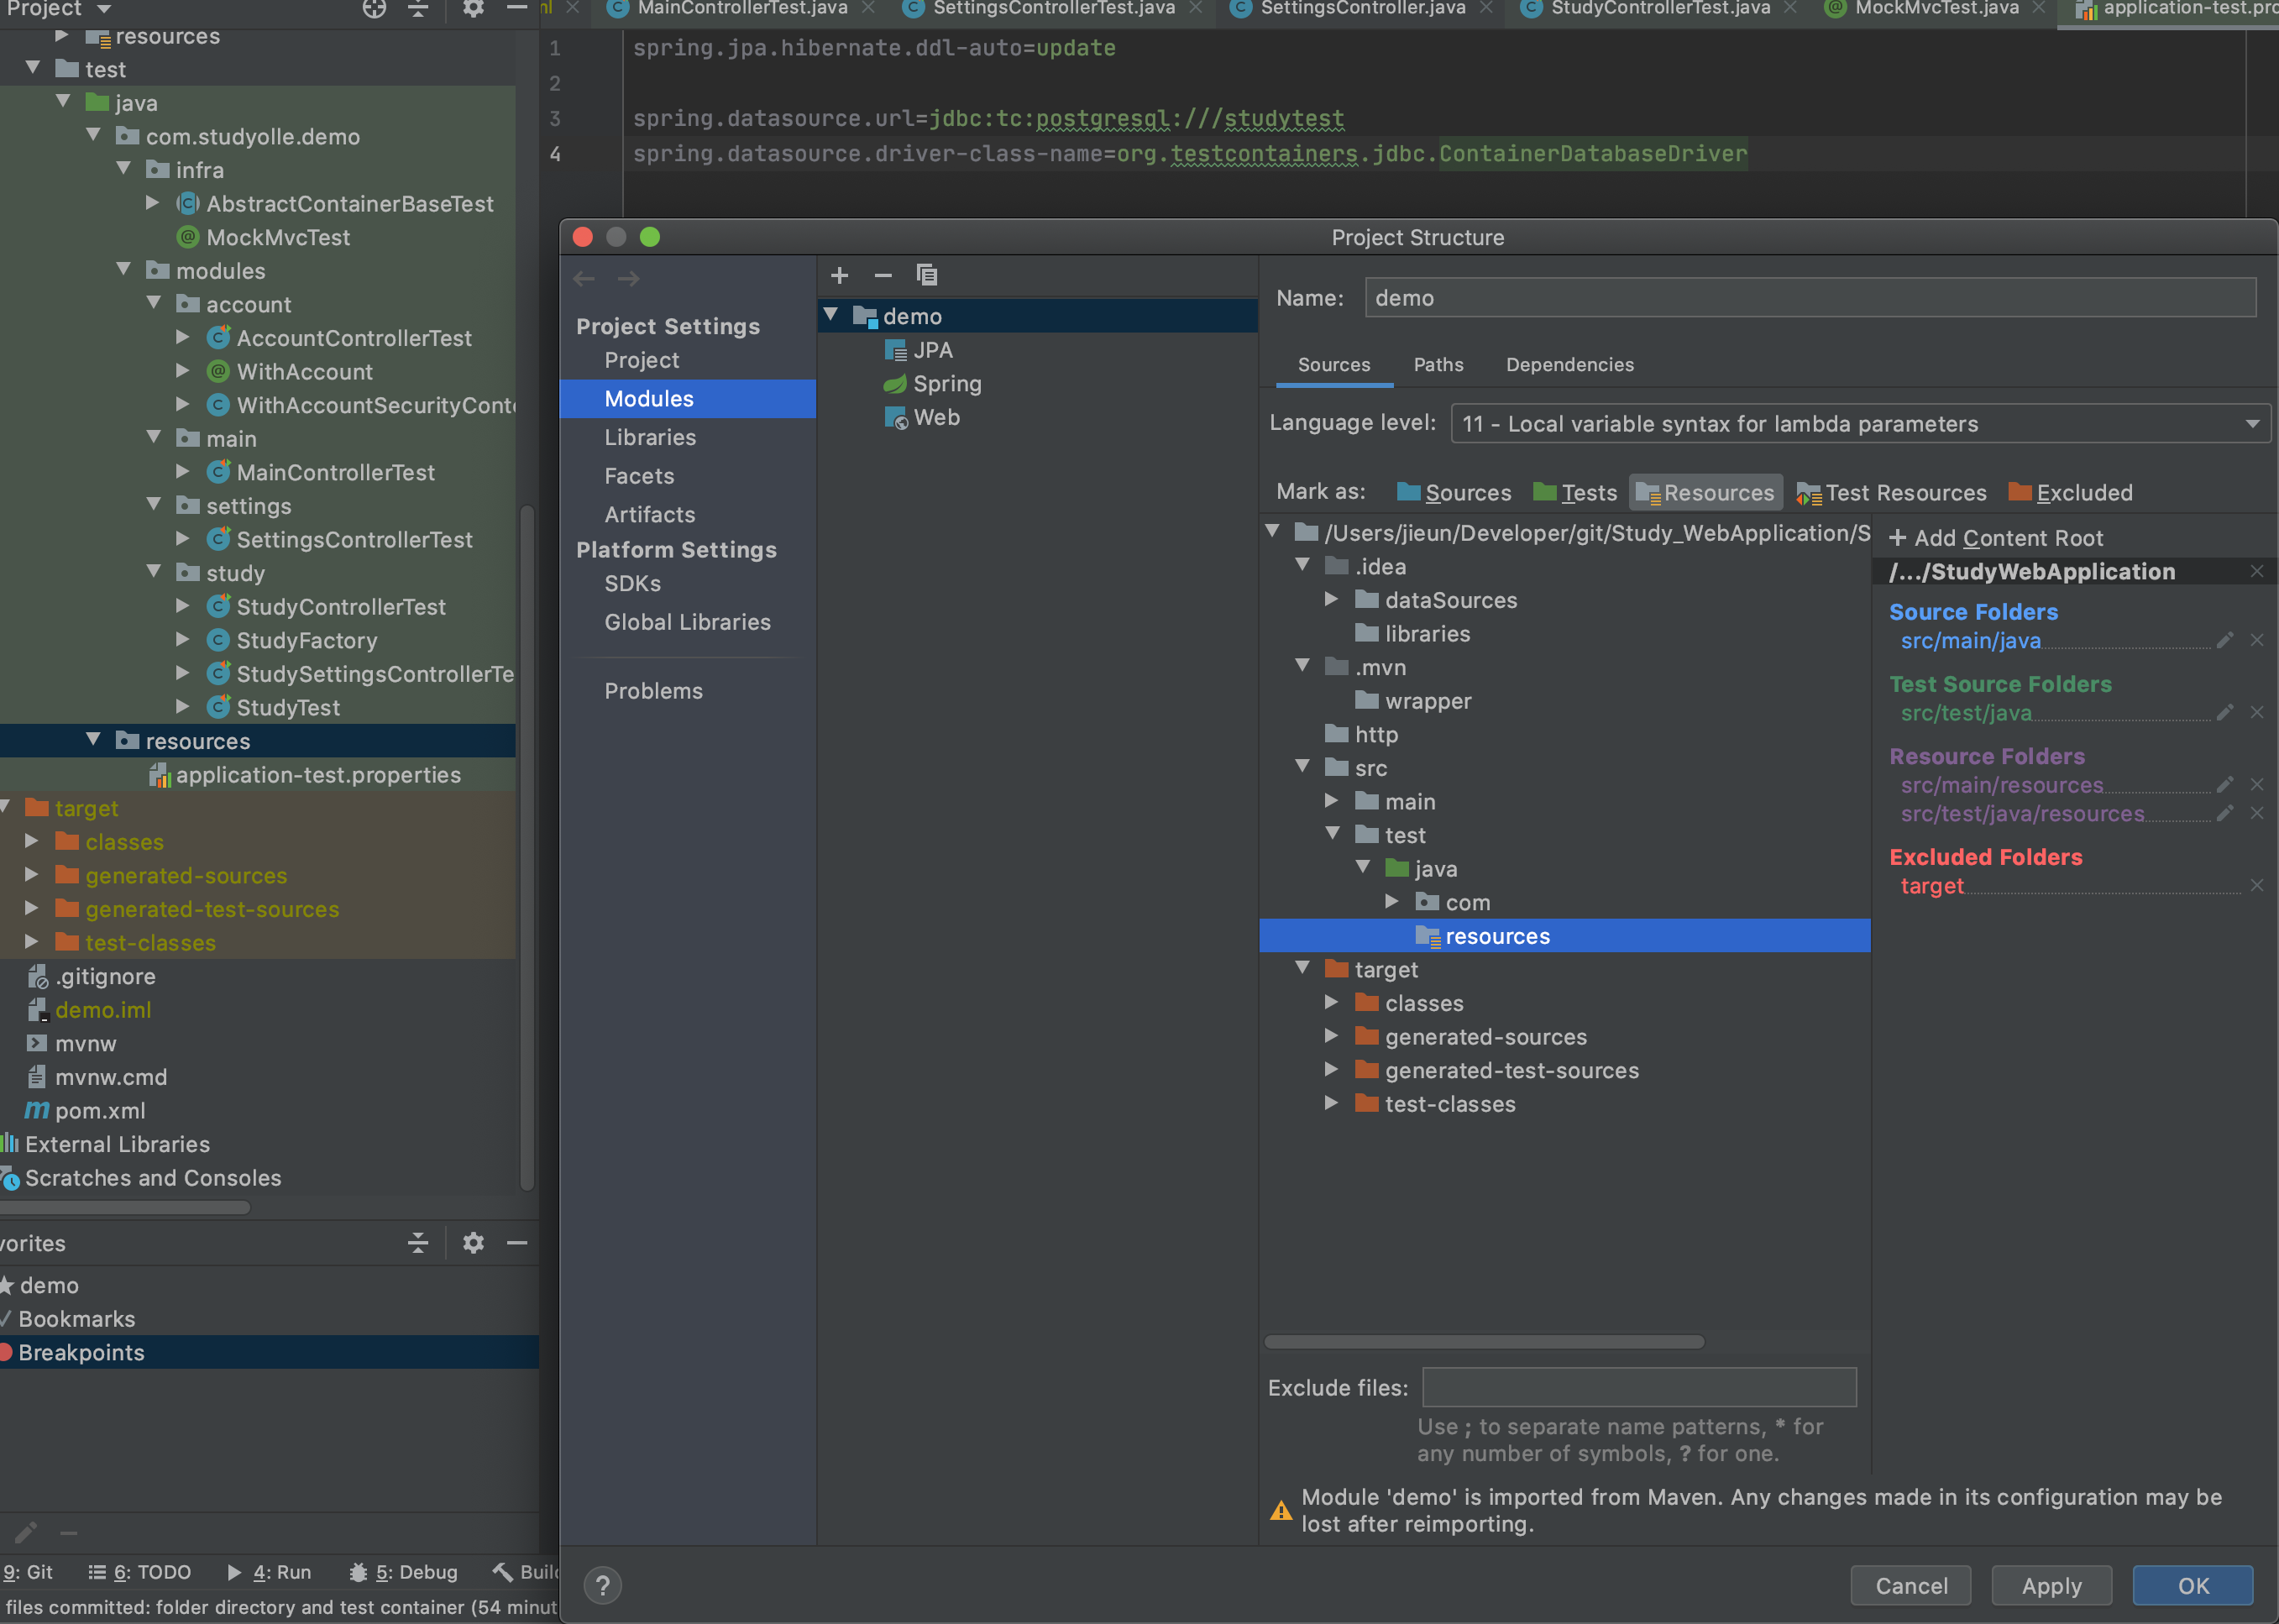 Project
MainControllerTest.java
SettingsControllerTest.java
SettingsController.java
StudyControllerTest.java
MockMvcTest.java
application-test.pro
resources
test
java
com.studyolle.demo
infra
AbstractContainerBaseTest
MockMvcTest
modules
account
AccountControllerTest
WithAccount
WithAccountSecurityConte
main
MainControllerTest
settings
SettingsControllerTest
study
StudyControllerTest
StudyFactory
StudySettingsControllerTe
StudyTest
resources
application-test.properties
target
classes
generated-sources
generated-test-sources
test-classes
.gitignore
demo.iml
mvnw
mvnw.cmd
pom.xml
External Libraries
Scratches and Consoles
vorites
demo
Bookmarks
Breakpoints
9: Git
6: TODO
4: Run
5: Debug
Build
files committed: folder directory and test container (54 minut
1 spring.jpa.hibernate.ddl-auto=update
2
3 spring.datasource.url=jdbc:tc:postgresql:///studytest
4 spring.datasource.driver-class-name=org.testcontainers.jdbc.ContainerDatabaseDriver
Project Structure
Project Settings
Project
Modules
Libraries
Facets
Artifacts
Platform Settings
SDKs
Global Libraries
Problems
demo
JPA
Spring
Web
Name: demo
Sources Paths Dependencies
Language level: 11 - Local variable syntax for lambda parameters
Mark as: Sources Tests Resources Test Resources Excluded
/Users/jieun/Developer/git/Study_WebApplication/S
.idea
dataSources
libraries
.mvn
wrapper
http
src
main
test
java
com
resources
target
classes
generated-sources
generated-test-sources
test-classes
+ Add Content Root
/.../StudyWebApplication
Source Folders
src/main/java
Test Source Folders
src/test/java
Resource Folders
src/main/resources
src/test/java/resources
Excluded Folders
target
Exclude files:
Use ; to separate name patterns, * for
any number of symbols, ? for one.
Module 'demo' is imported from Maven. Any changes made in its configuration may be
lost after reimporting.
?
Cancel
Apply
OK